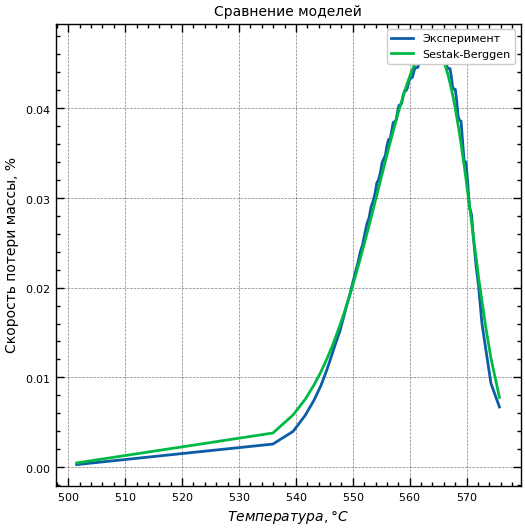 Сравнение моделей
Эксперимент
Sestak-Berggen
Скорость потери массы, %
0.04
0.03
0.02
0.01
0.00
500 510 520 530 540 550 560 570
Температура, °C